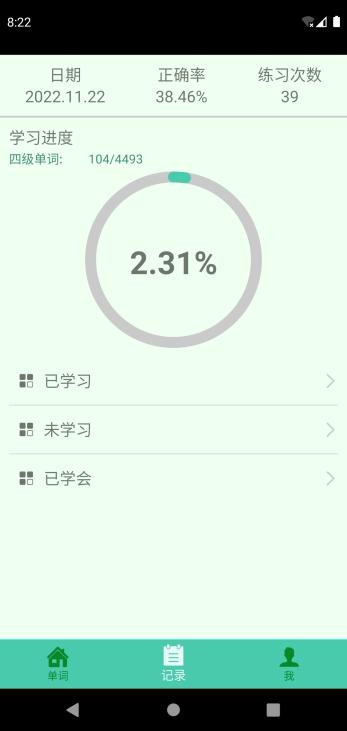 8:22
日期 正确率 练习次数
2022.11.22 38.46% 39
学习进度
四级单词: 104/4493
2.31%
已学习
未学习
已学会
单词 记录 我